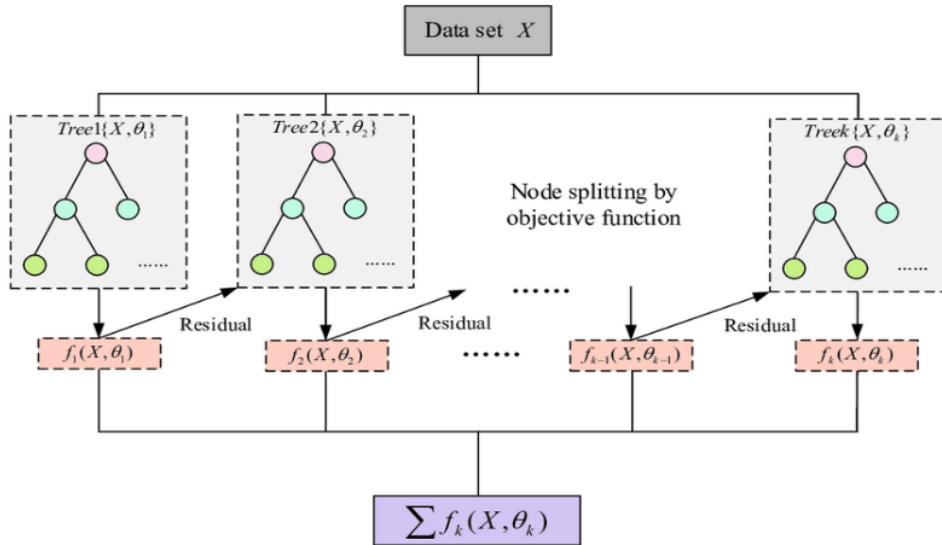 Data set X
Tree1{X,θ₁}
Tree2{X,θ₂}
Treek{X,θₖ}
Node splitting by
objective function
......
......
......
......
Residual
Residual
Residual
f₁(X,θ₁)
f₂(X,θ₂)
......
fₖ₋₁(X,θₖ₋₁)
fₖ(X,θₖ)
∑fₖ(X,θₖ)